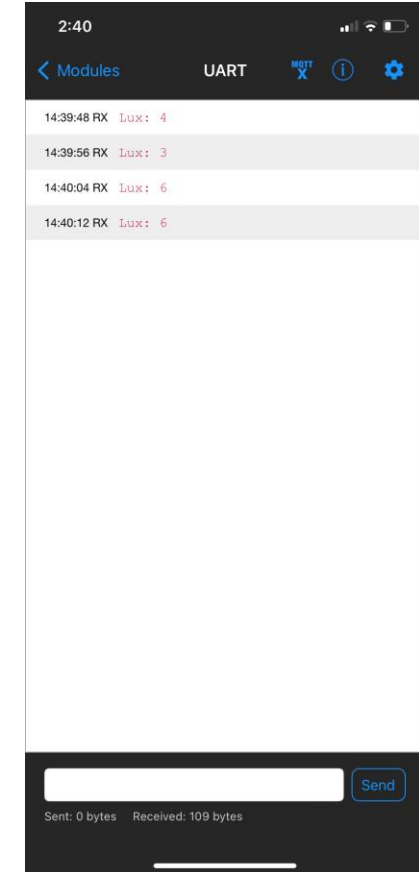 2:40
Modules UART MQTT X i
14:39:48 RX Lux: 4
14:39:56 RX Lux: 3
14:40:04 RX Lux: 6
14:40:12 RX Lux: 6
Send
Sent: 0 bytes Received: 109 bytes